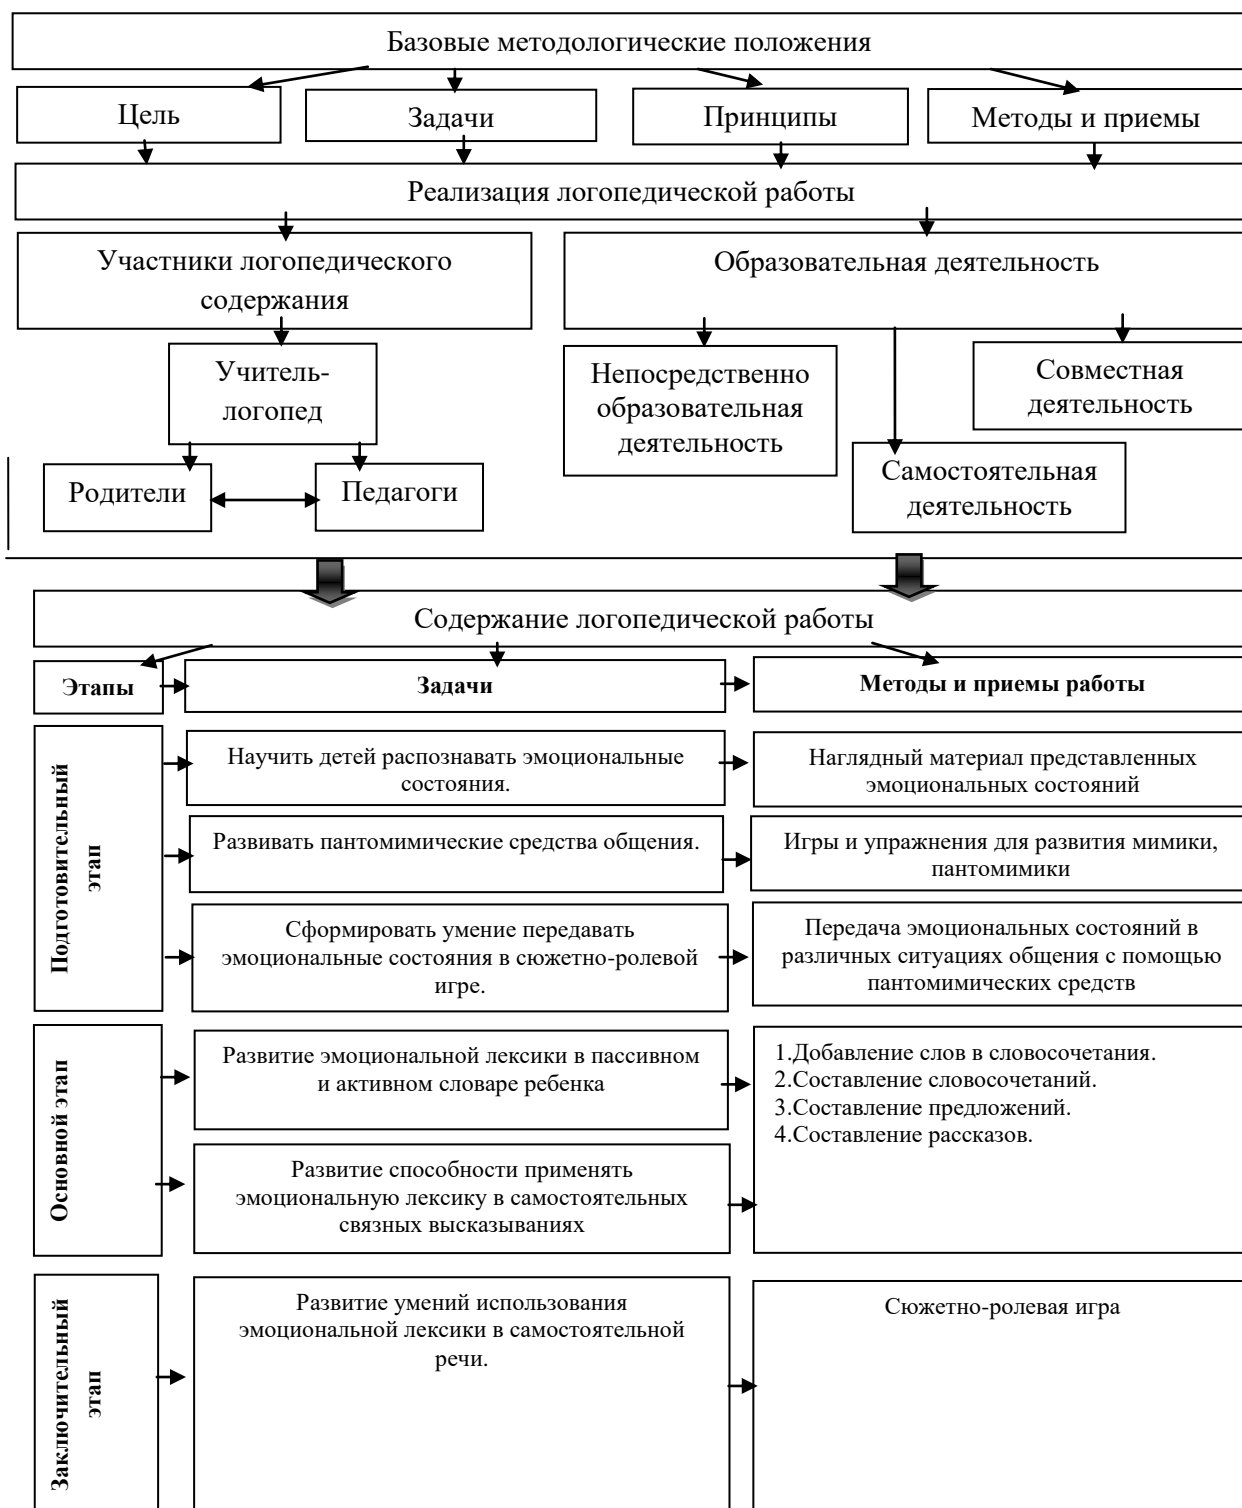 Базовые методологические положения
Цель
Задачи
Принципы
Методы и приемы
Реализация логопедической работы
Участники логопедического
содержания
Образовательная деятельность
Учитель-
логопед
Непосредственно
образовательная
деятельность
Совместная
деятельность
Родители
Педагоги
Самостоятельная
деятельность
Содержание логопедической работы
Этапы
Задачи
Методы и приемы работы
Подготовительный
этап
Научить детей распознавать эмоциональные
состояния.
Наглядный материал представленных
эмоциональных состояний
Развивать пантомимические средства общения.
Игры и упражнения для развития мимики,
пантомимики
Сформировать умение передавать
эмоциональные состояния в сюжетно-ролевой
игре.
Передача эмоциональных состояний в
различных ситуациях общения с помощью
пантомимических средств
Основной этап
Развитие эмоциональной лексики в пассивном
и активном словаре ребенка
1.Добавление слов в словосочетания.
2.Составление словосочетаний.
3.Составление предложений.
4.Составление рассказов.
Развитие способности применять
эмоциональную лексику в самостоятельных
связных высказываниях
Заключительный
этап
Развитие умений использования
эмоциональной лексики в самостоятельной
речи.
Сюжетно-ролевая игра